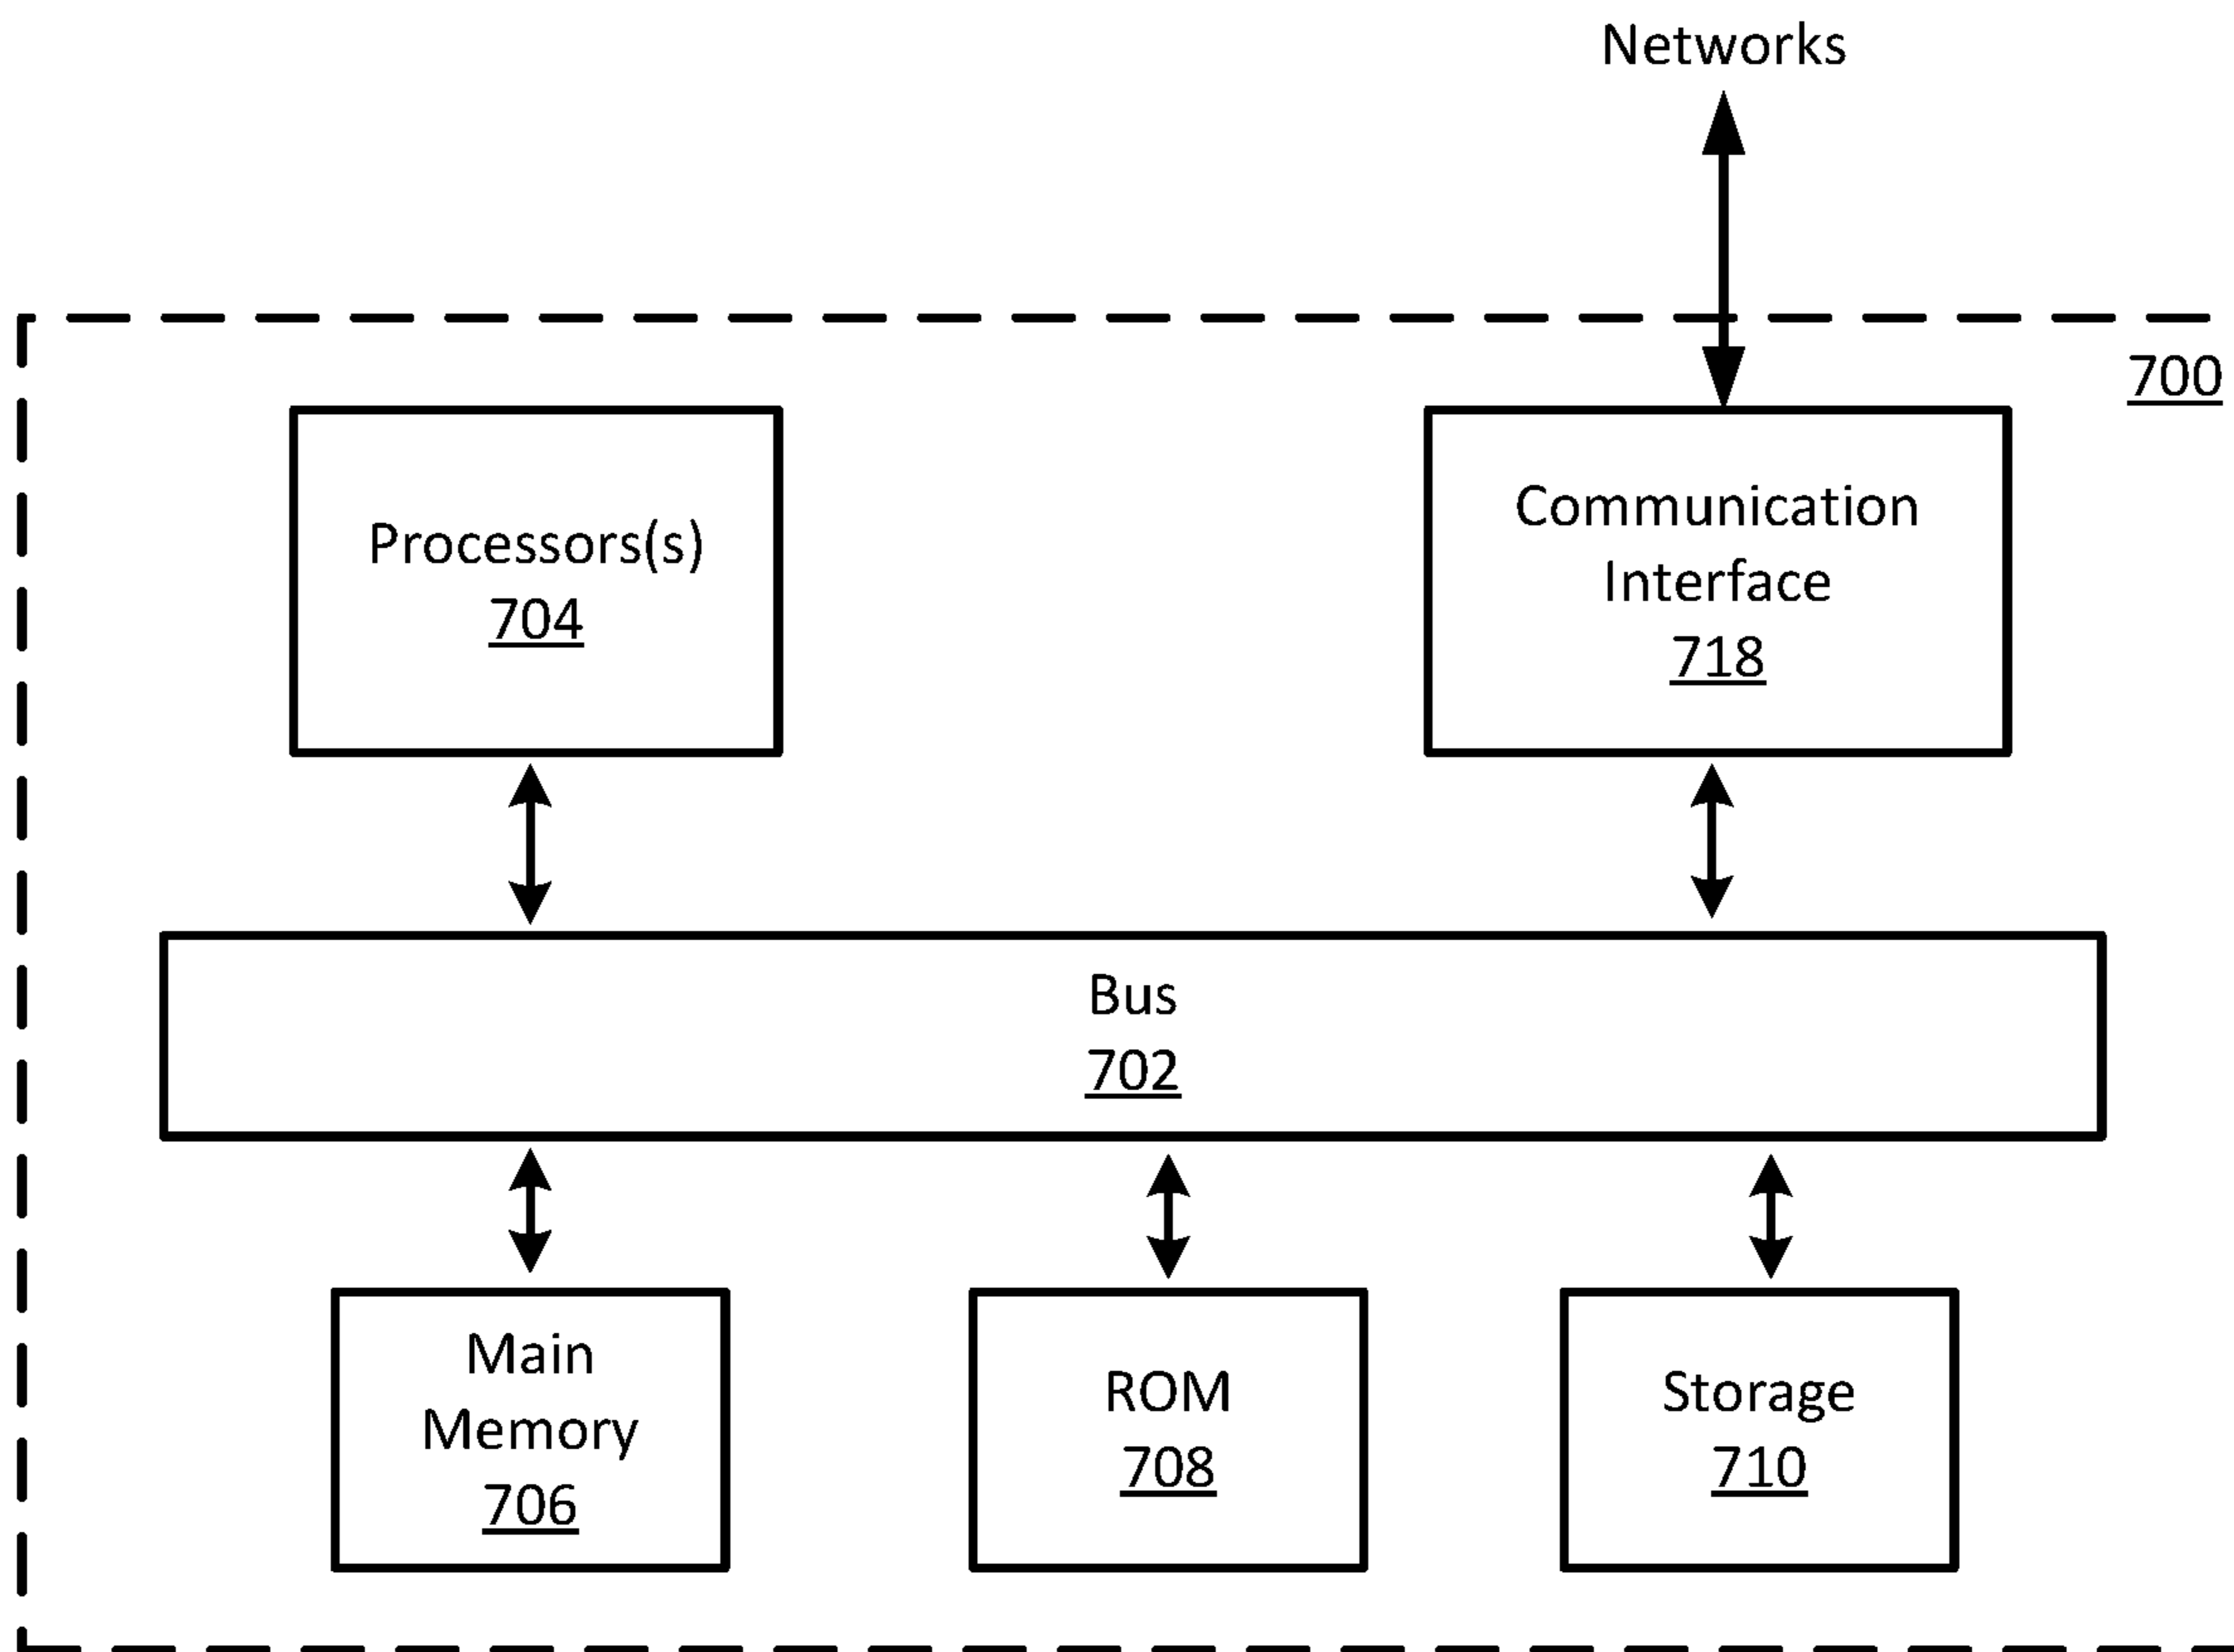 Networks
700
Processors(s)
704
Communication
Interface
718
Bus
702
Main
Memory
706
ROM
708
Storage
710